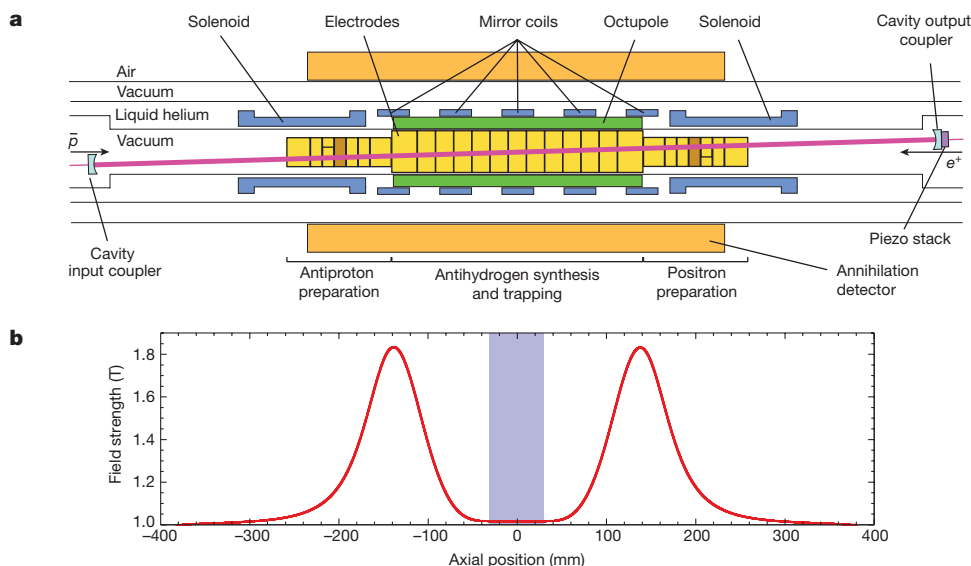 a
Solenoid
Electrodes
Mirror coils
Octupole
Solenoid
Cavity output
coupler
Air
Vacuum
Liquid helium
Vacuum
p̅
e⁺
Cavity
input coupler
Piezo stack
Antiproton
preparation
Antihydrogen synthesis
and trapping
Positron
preparation
Annihilation
detector
b
Field strength (T)
1.8
1.6
1.4
1.2
1.0
−400 −300 −200 −100 0 100 200 300 400
Axial position (mm)